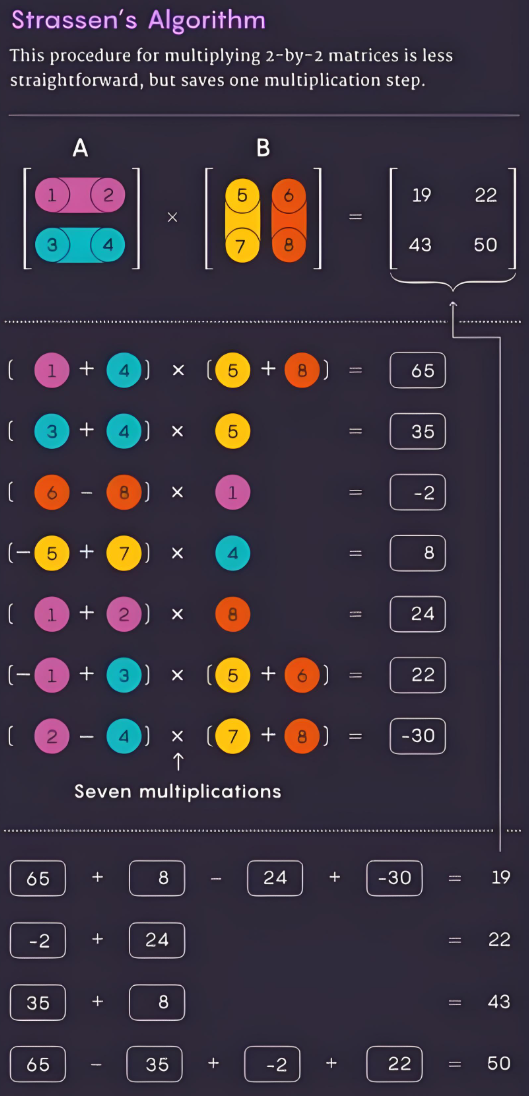 Strassen's Algorithm
This procedure for multiplying 2-by-2 matrices is less
straightforward, but saves one multiplication step.
A B
[ 1 2 ] × [ 5 6 ] = [ 19 22 ]
[ 3 4 ] [ 7 8 ] [ 43 50 ]
( 1 + 4 ) × ( 5 + 8 ) = 65
( 3 + 4 ) × 5 = 35
( 6 − 8 ) × 1 = -2
(− 5 + 7 ) × 4 = 8
( 1 + 2 ) × 8 = 24
(− 1 + 3 ) × ( 5 + 6 ) = 22
( 2 − 4 ) × ( 7 + 8 ) = -30
Seven multiplications
65 + 8 − 24 + -30 = 19
-2 + 24 = 22
35 + 8 = 43
65 − 35 + -2 + 22 = 50